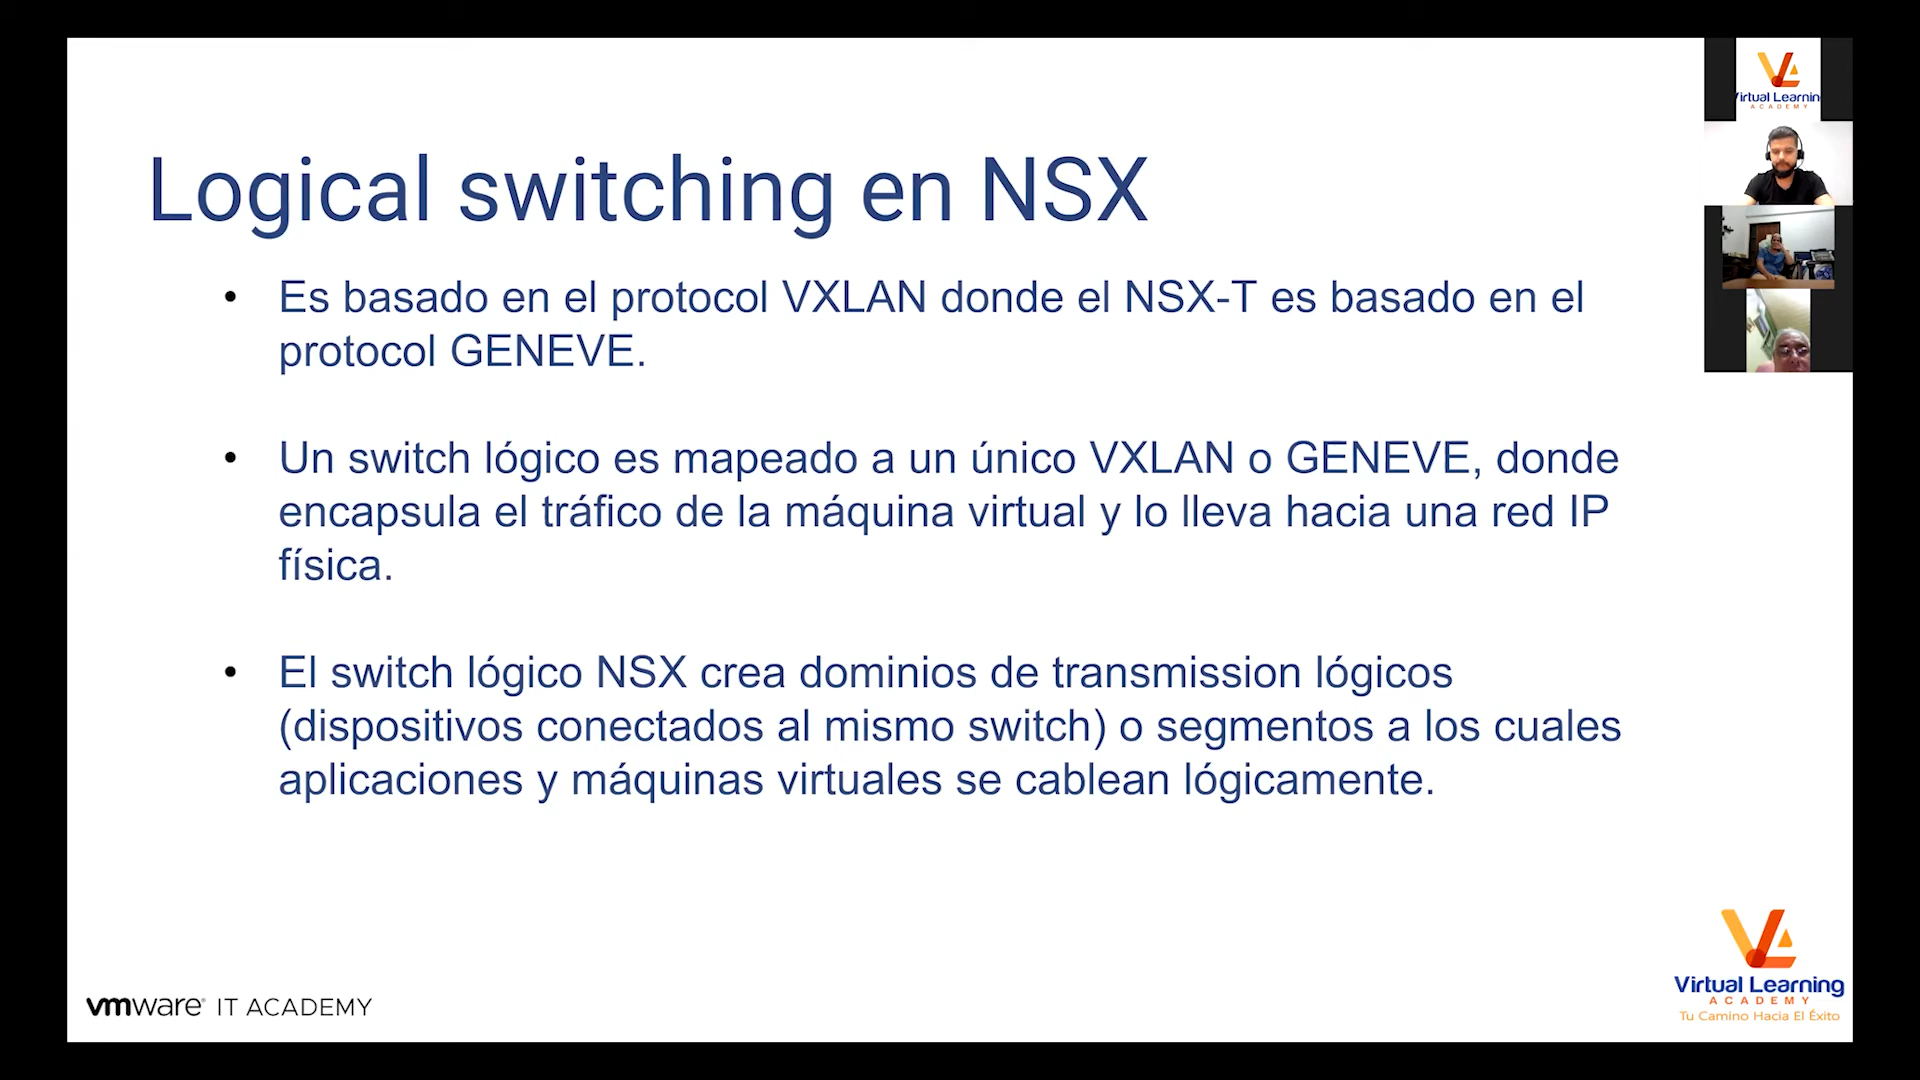 Logical switching en NSX
• Es basado en el protocol VXLAN donde el NSX-T es basado en el
protocol GENEVE.
• Un switch lógico es mapeado a un único VXLAN o GENEVE, donde
encapsula el tráfico de la máquina virtual y lo lleva hacia una red IP
física.
• El switch lógico NSX crea dominios de transmission lógicos
(dispositivos conectados al mismo switch) o segmentos a los cuales
aplicaciones y máquinas virtuales se cablean lógicamente.
vmware® IT ACADEMY
Virtual Learning
ACADEMY
Tu Camino Hacia El Éxito
Virtual Learning
ACADEMY